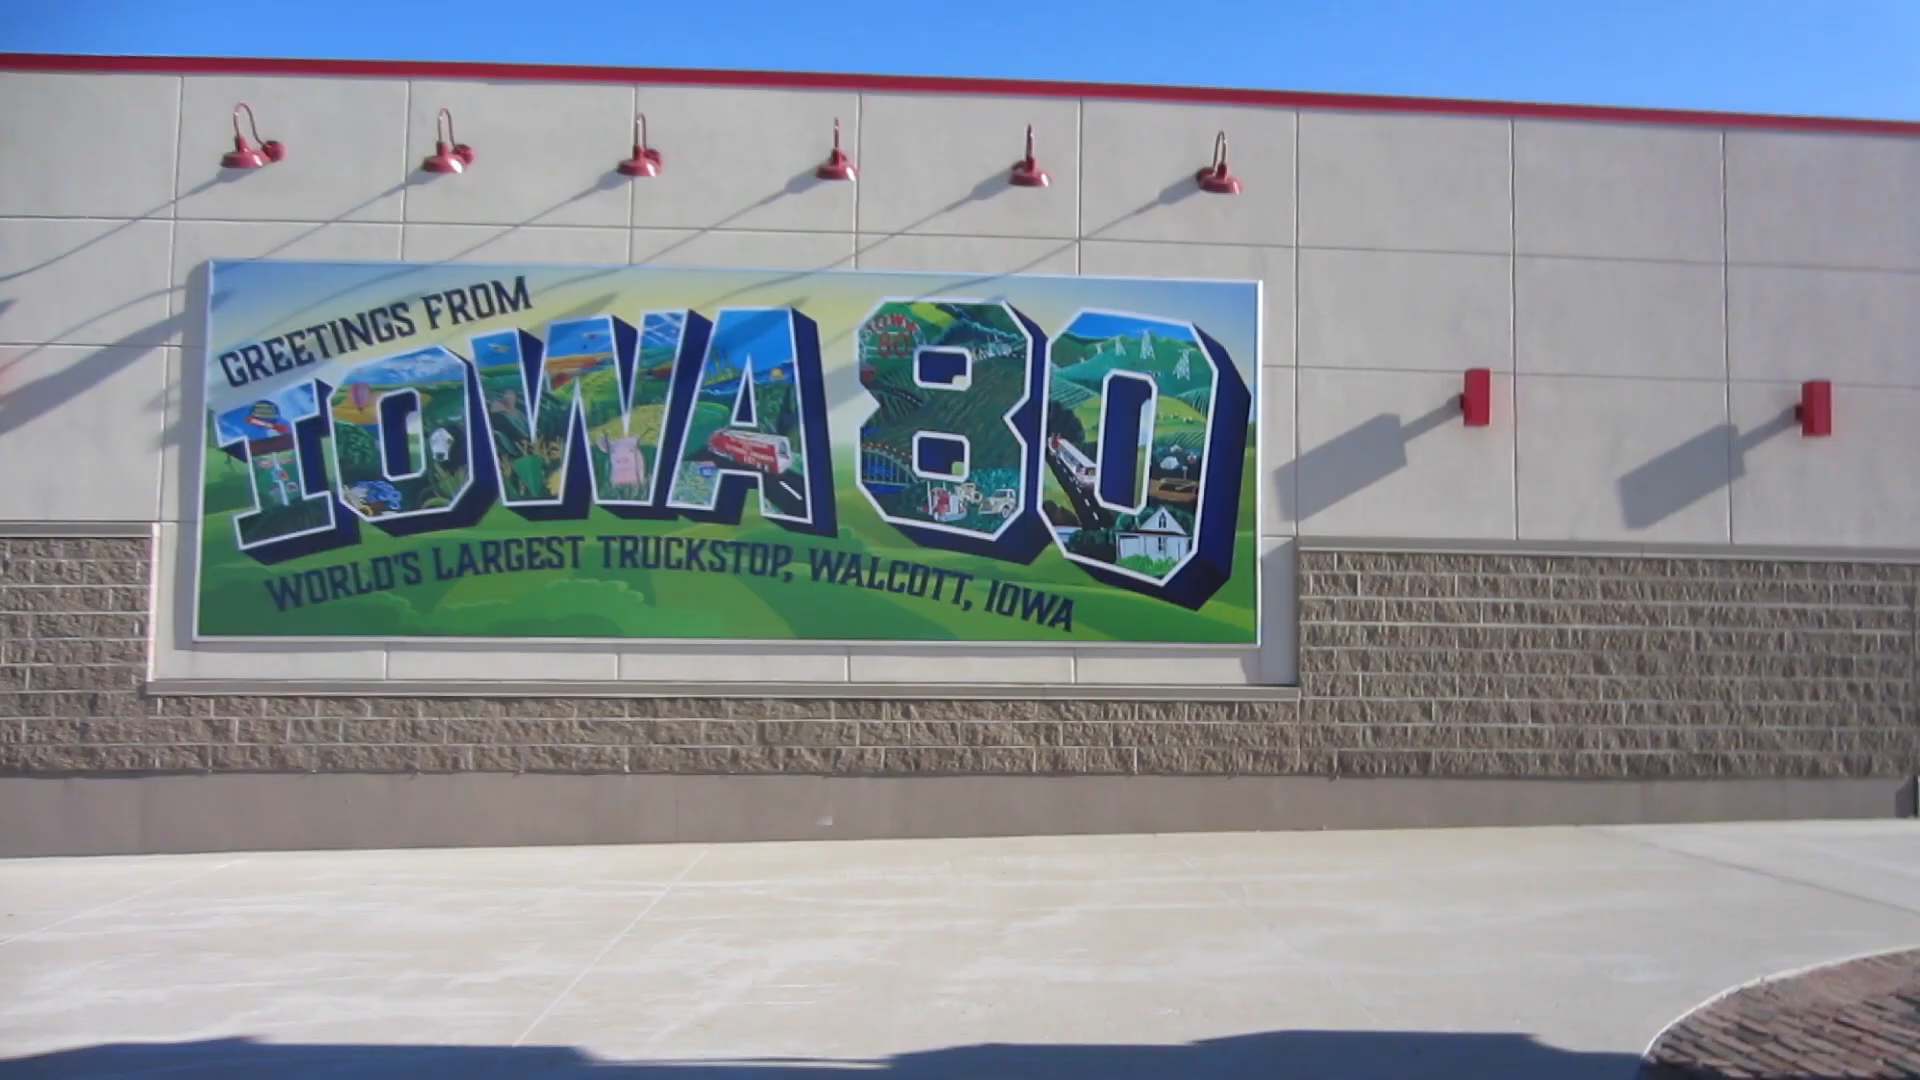 GREETINGS FROM
IOWA 80
WORLD'S LARGEST TRUCKSTOP, WALCOTT, IOWA